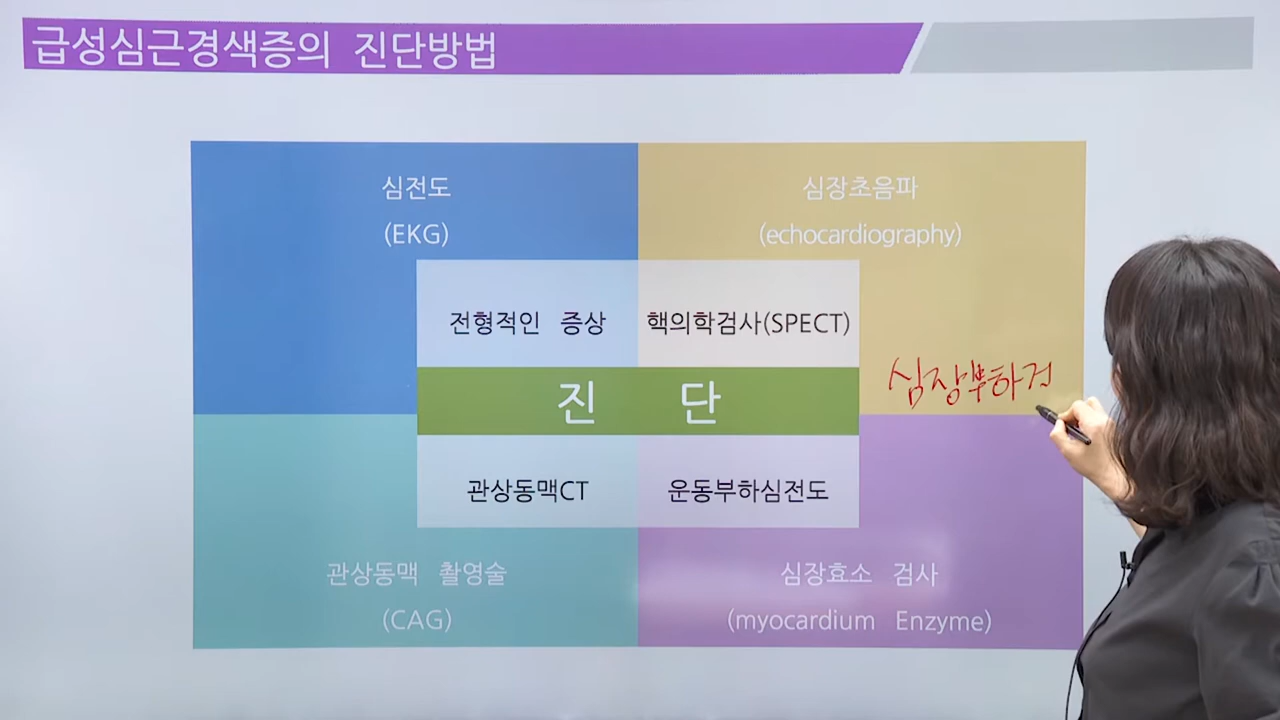 급성심근경색증의 진단방법
심전도
(EKG)
심장초음파
(echocardiography)
전형적인 증상
핵의학검사(SPECT)
심장부하거
진 단
관상동맥CT
운동부하심전도
관상동맥 촬영술
(CAG)
심장효소 검사
(myocardium Enzyme)